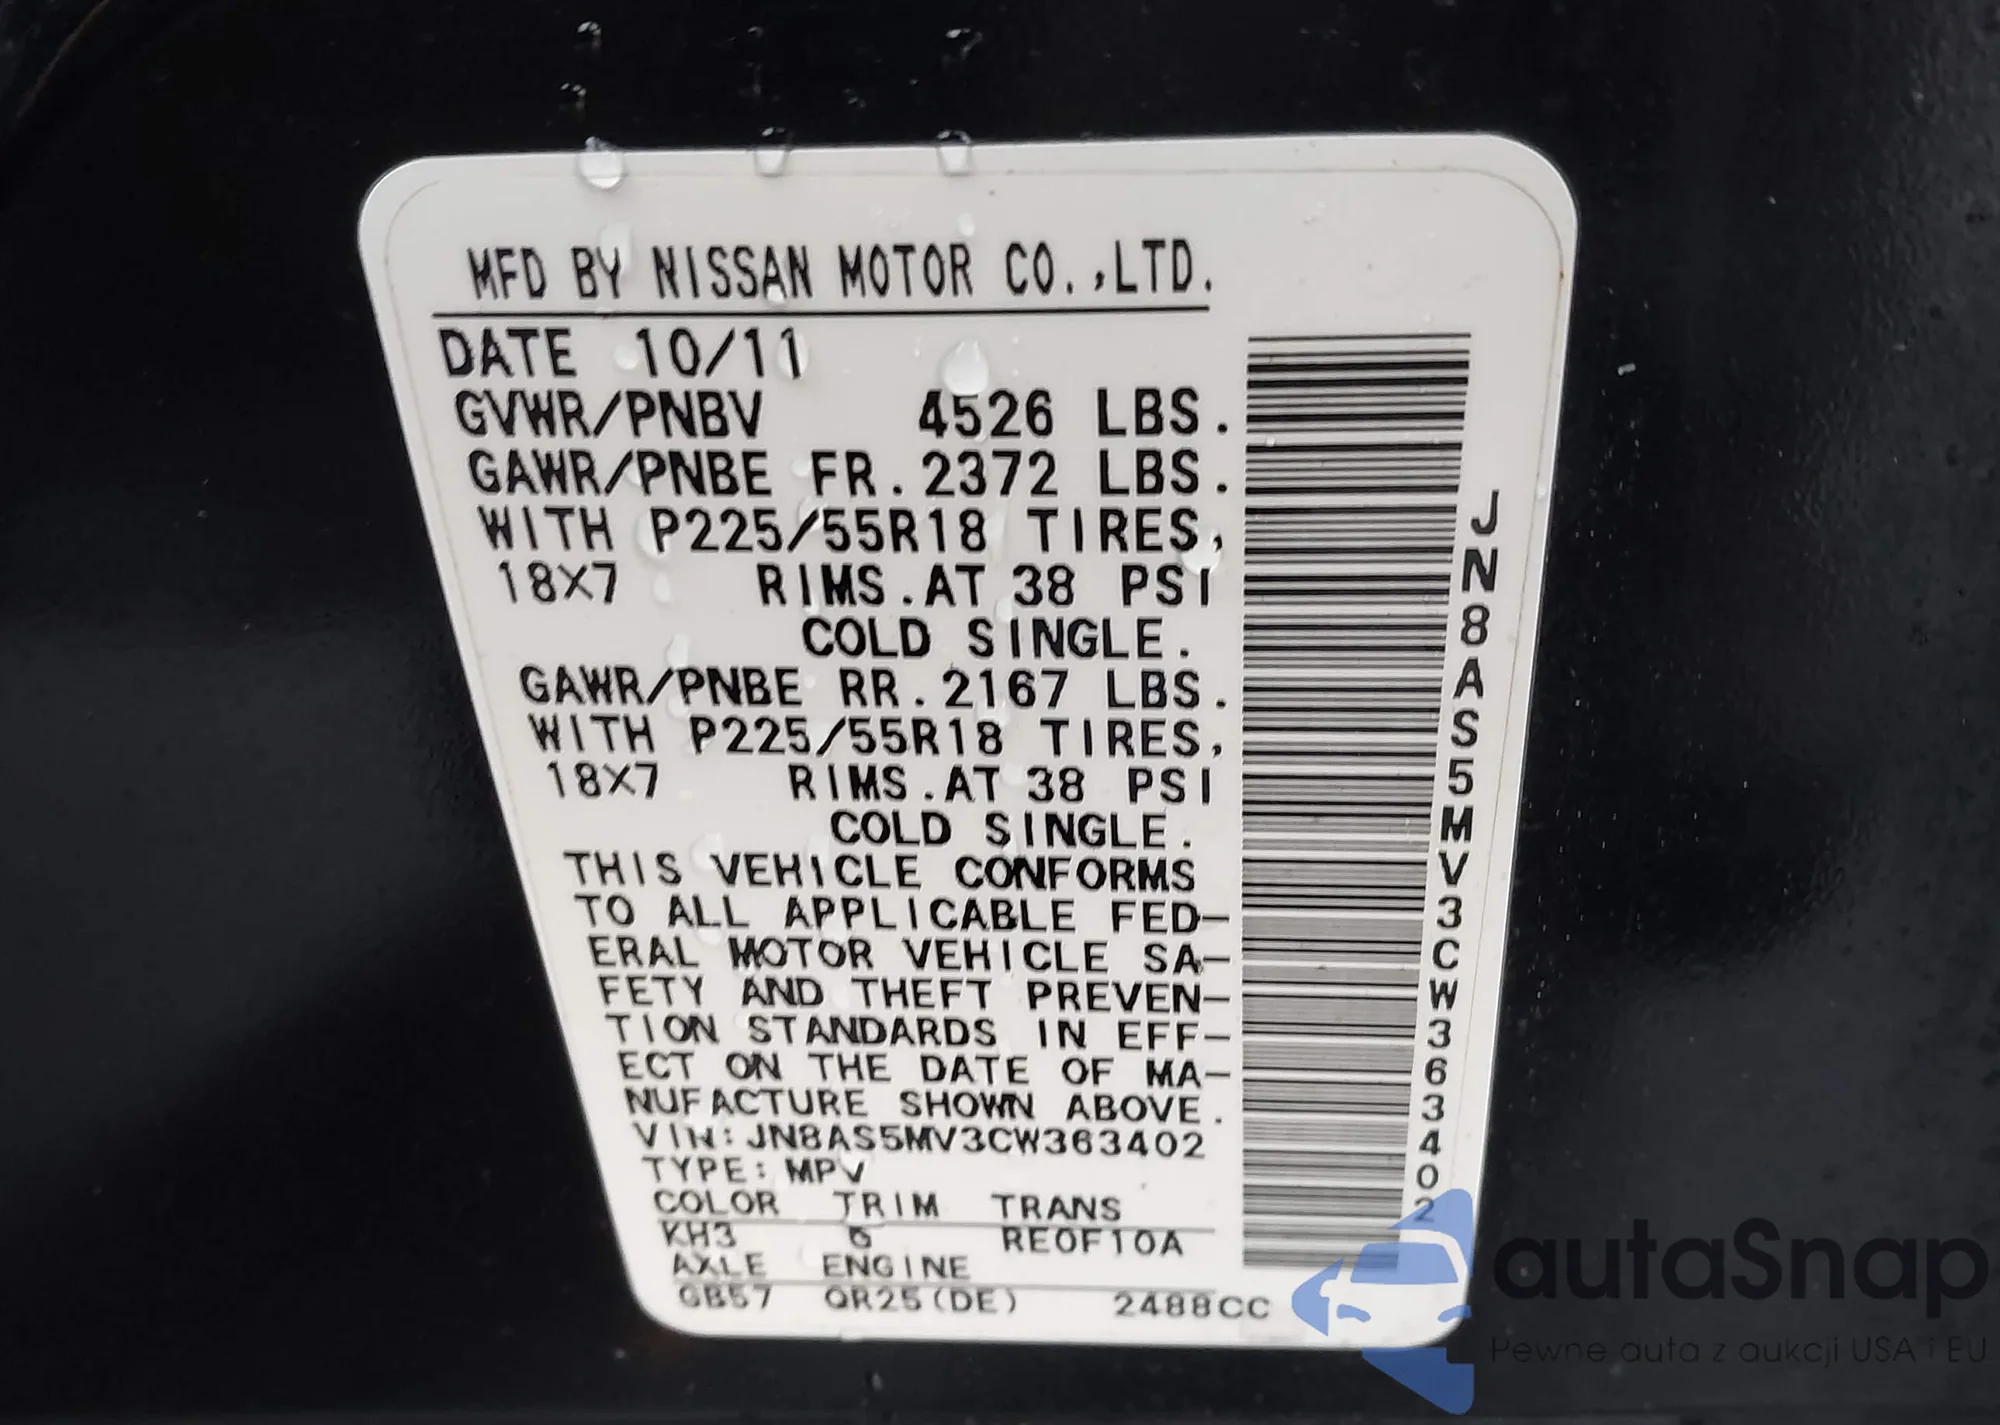 MFD BY NISSAN MOTOR CO.,LTD.
DATE 10/11
GVWR/PNBV 4526 LBS.
GAWR/PNBE FR.2372 LBS.
WITH P225/55R18 TIRES,
18X7 RIMS.AT 38 PSI
COLD SINGLE.
GAWR/PNBE RR.2167 LBS.
WITH P225/55R18 TIRES,
18X7 RIMS.AT 38 PSI
COLD SINGLE.
THIS VEHICLE CONFORMS
TO ALL APPLICABLE FED-
ERAL MOTOR VEHICLE SA-
FETY AND THEFT PREVEN-
TION STANDARDS IN EFF-
ECT ON THE DATE OF MA-
NUFACTURE SHOWN ABOVE.
VIN:JN8AS5MV3CW363402
TYPE:MPV
COLOR TRIM TRANS
KH3 G RE0F10A
AXLE ENGINE
GB57 QR25(DE) 2488CC
JN8AS5MV3CW363402
autaSnap
Pewne auta z aukcji USA i EU